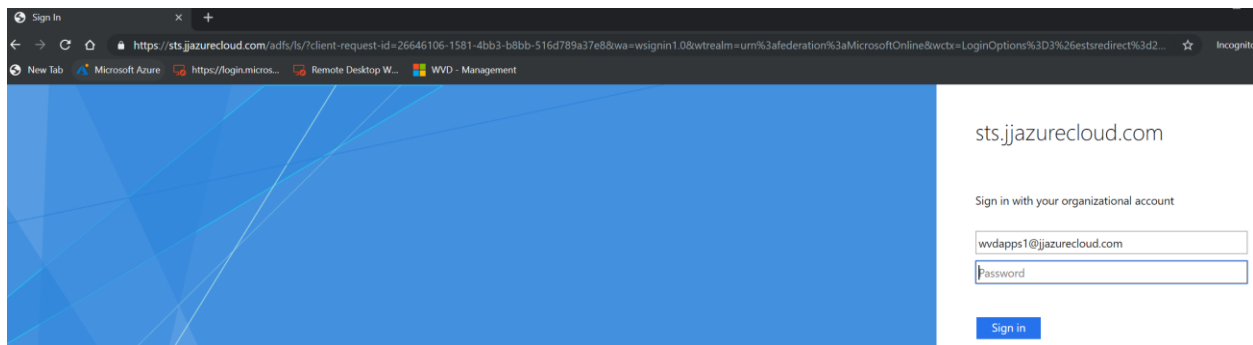 Sign In
https://sts.jjazurecloud.com/adfs/ls/?client-request-id=26646106-1581-4bb3-b8bb-516d789a37e8&wa=wsignin1.0&wtrealm=urn%3afederation%3aMicrosoftOnline&wctx=LoginOptions%3D3%26estsredirect%3d2... Incognito
New Tab Microsoft Azure https://login.micros... Remote Desktop W... WVD - Management
sts.jjazurecloud.com
Sign in with your organizational account
wvdapps1@jjazurecloud.com
Password
Sign in